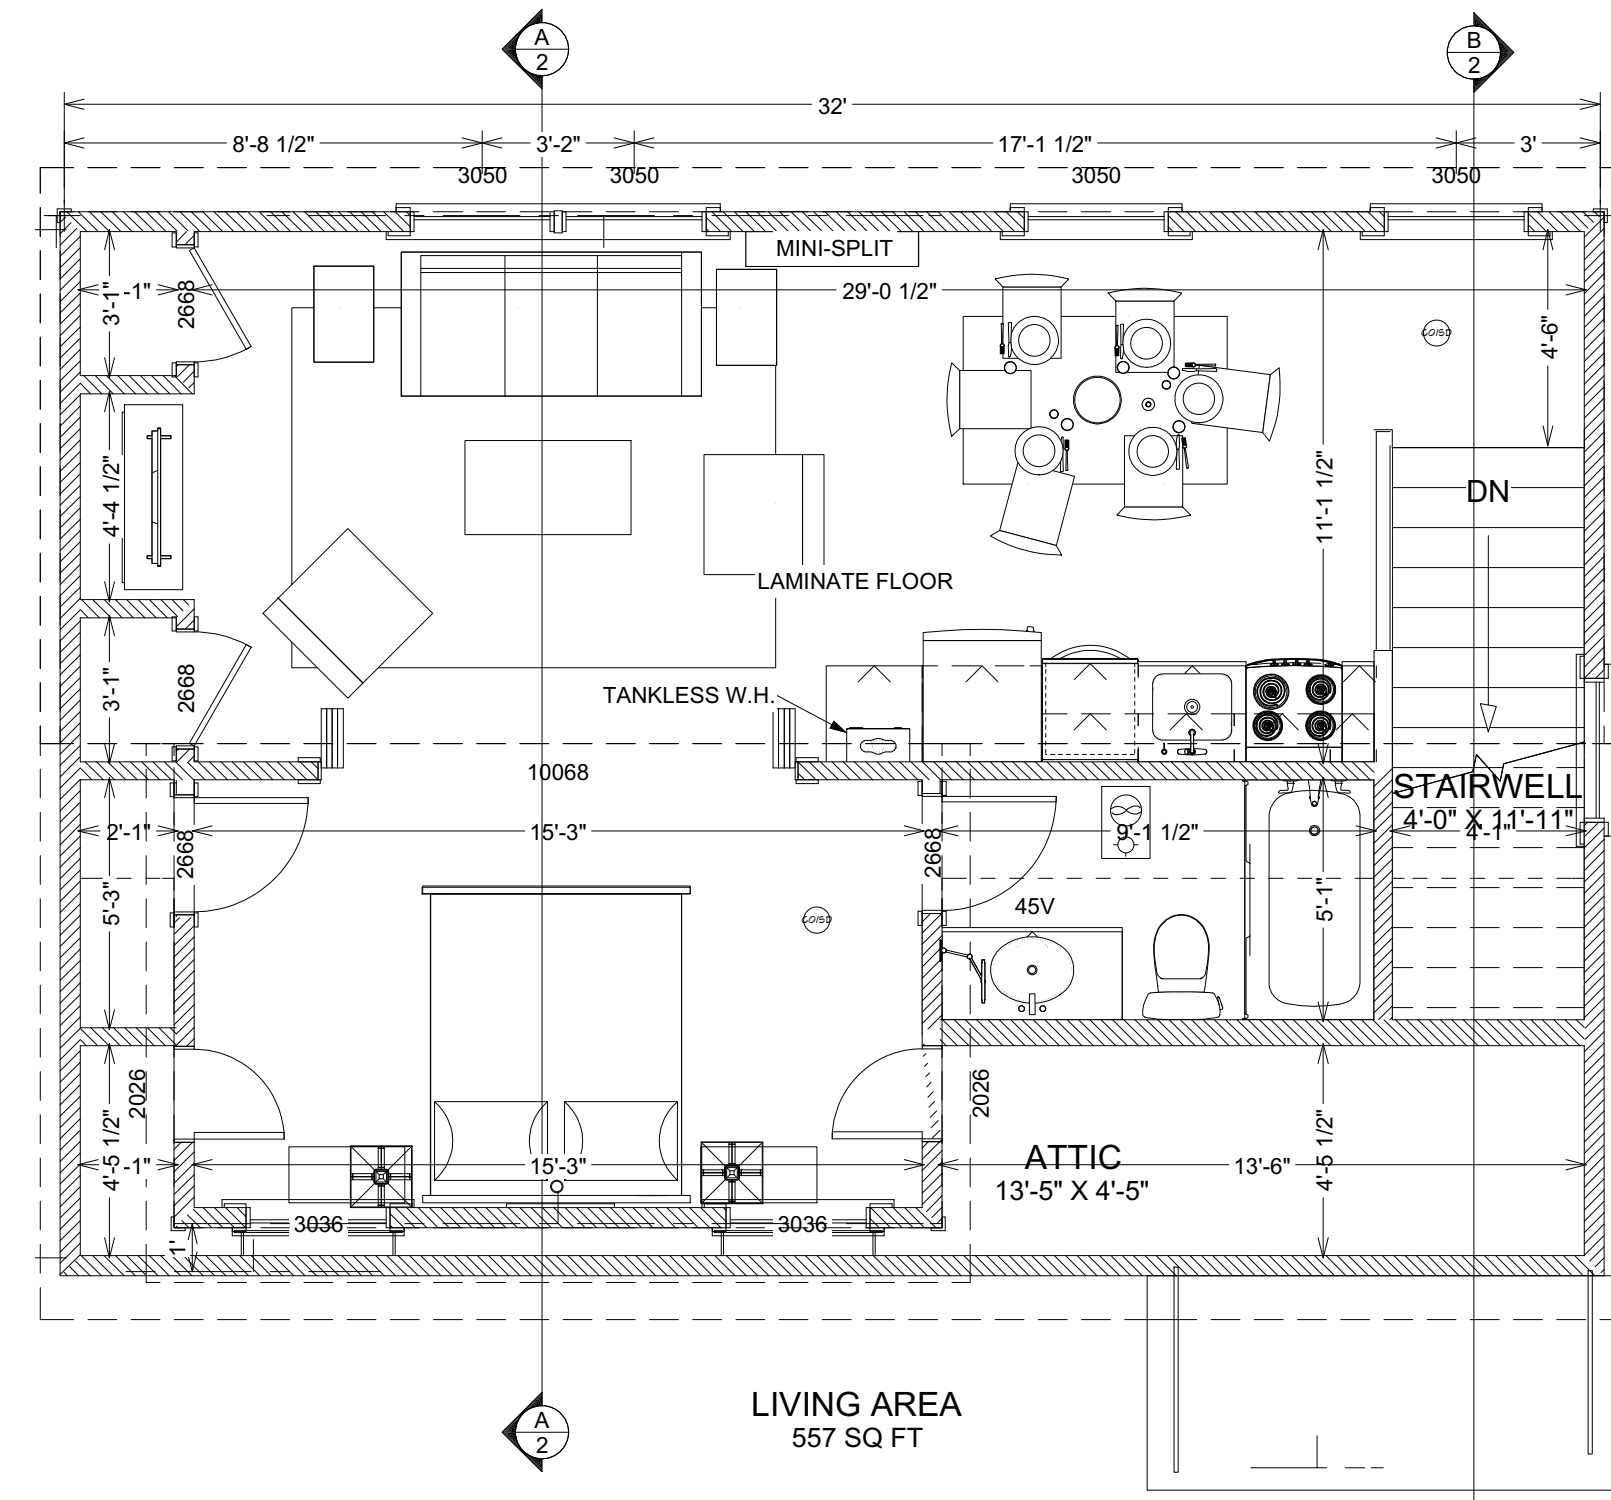 A
2
B
2
32'
8'-8 1/2"
3'-2"
17'-1 1/2"
3'
3050
3050
3050
3050
MINI-SPLIT
3'-1"
-1"
2668
29'-0 1/2"
CO/SD
4'-6"
4'-4 1/2"
11'-1 1/2"
DN
LAMINATE FLOOR
3'-1"
2668
TANKLESS W.H.
10068
STAIRWELL
4'-0" X 11'-11"
2'-1"
2668
15'-3"
2668
9'-1 1/2"
4'-1"
5'-3"
45V
5'-1"
CO/SD
2026
2026
4'-5 1/2"
-1"
15'-3"
ATTIC
13'-5" X 4'-5"
13'-6"
4'-5 1/2"
3036
3036
1'
LIVING AREA
557 SQ FT
A
2